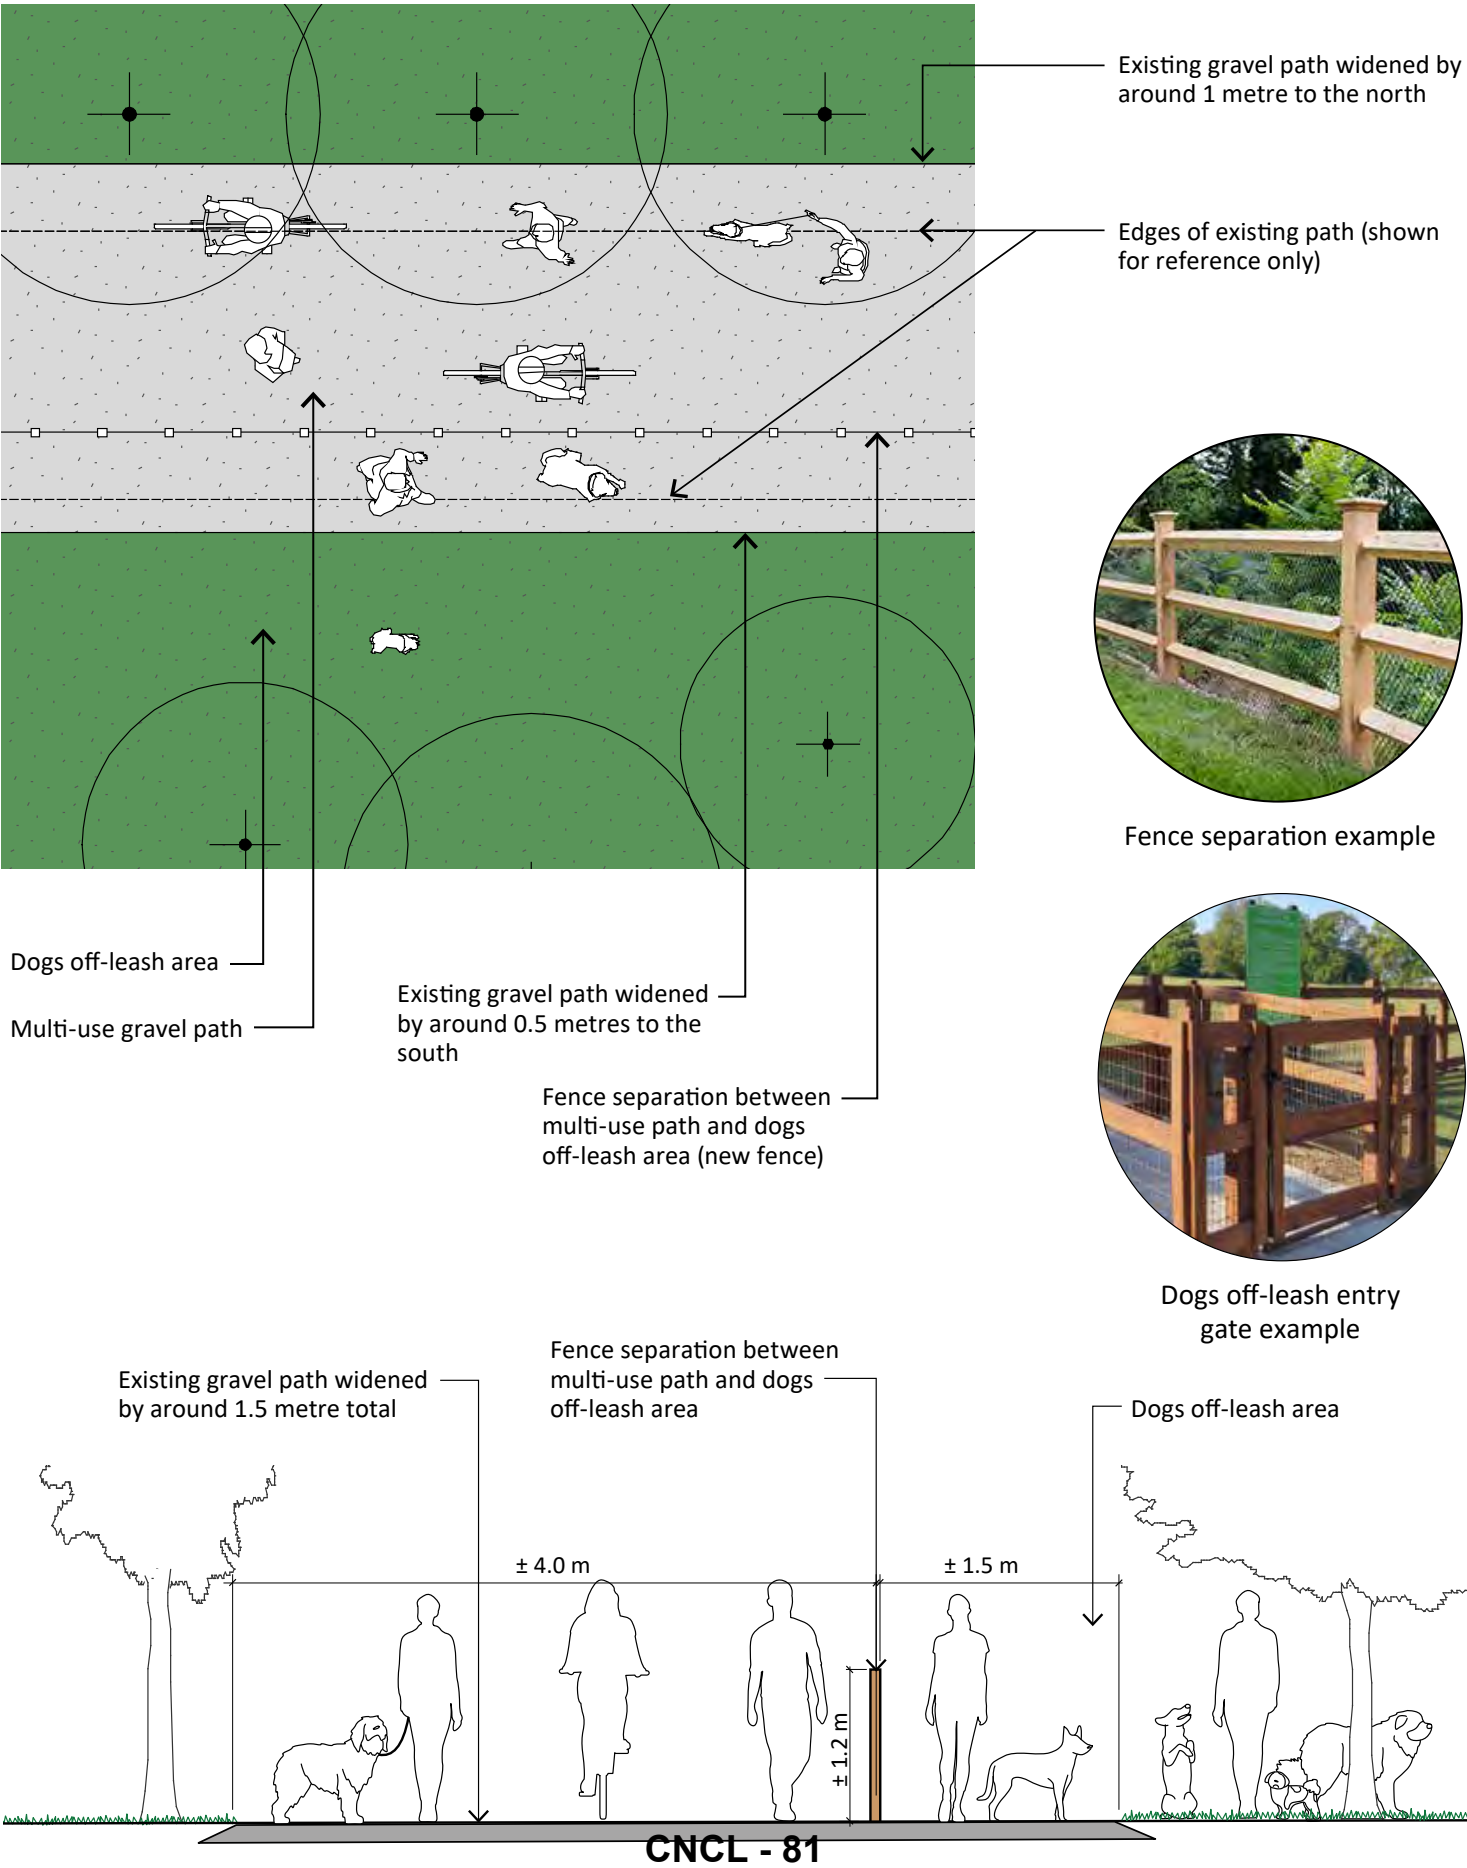 Existing gravel path widened by
around 1 metre to the north
Edges of existing path (shown
for reference only)
Fence separation example
Dogs off-leash area
Multi-use gravel path
Existing gravel path widened
by around 0.5 metres to the
south
Fence separation between
multi-use path and dogs
off-leash area (new fence)
Dogs off-leash entry
gate example
Existing gravel path widened
by around 1.5 metre total
Fence separation between
multi-use path and dogs
off-leash area
Dogs off-leash area
± 4.0 m
± 1.5 m
± 1.2 m
CNCL - 81